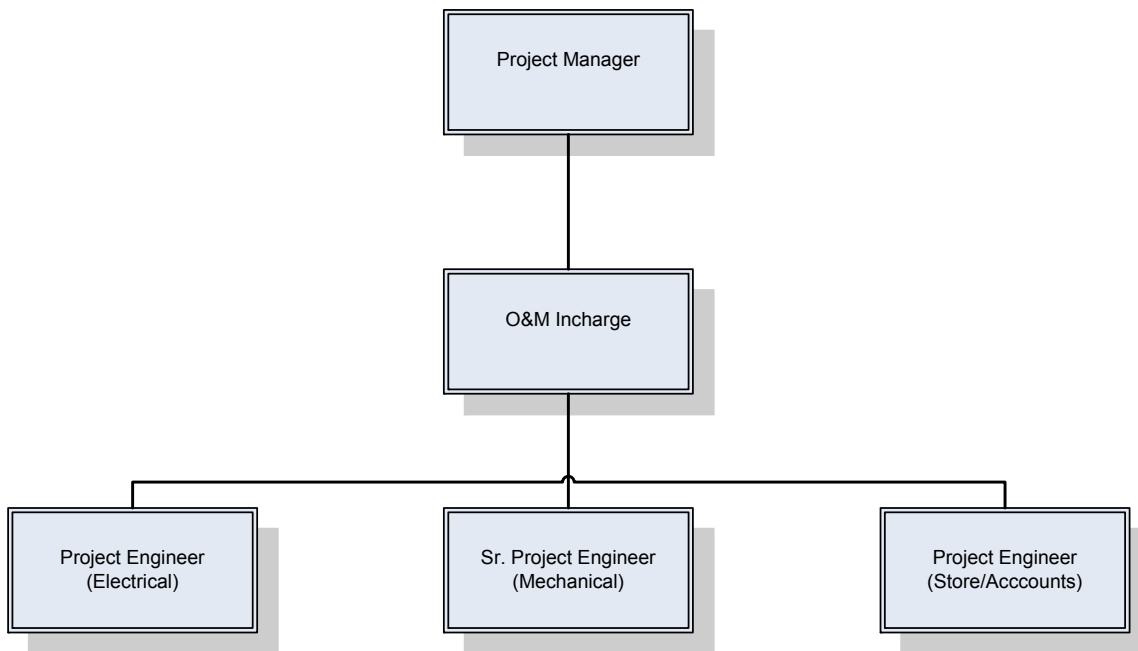 Project Manager
O&M Incharge
Project Engineer
(Electrical)
Sr. Project Engineer
(Mechanical)
Project Engineer
(Store/Acccounts)